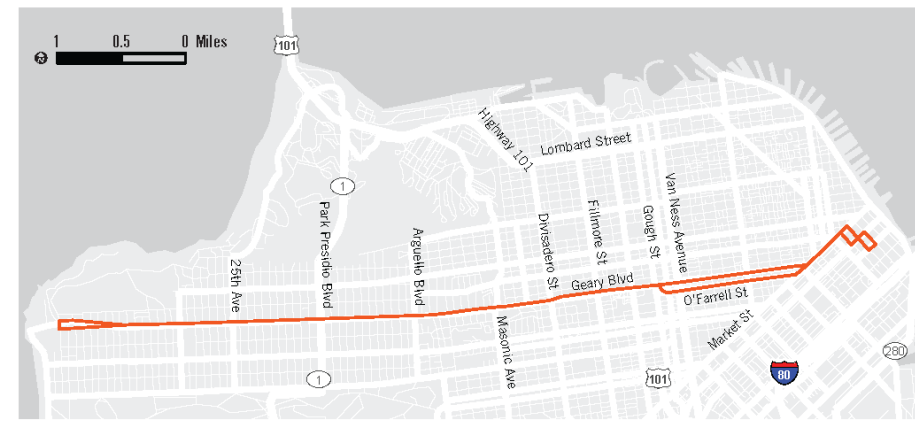 1 0.5 0 Miles
N
101
Highway 101
Lombard Street
1
Park Presidio Blvd
25th Ave
Arguello Blvd
Divisadero St
Fillmore St
Gough St
Van Ness Avenue
Geary Blvd
O'Farrell St
Masonic Ave
Market St
1
101
80
280